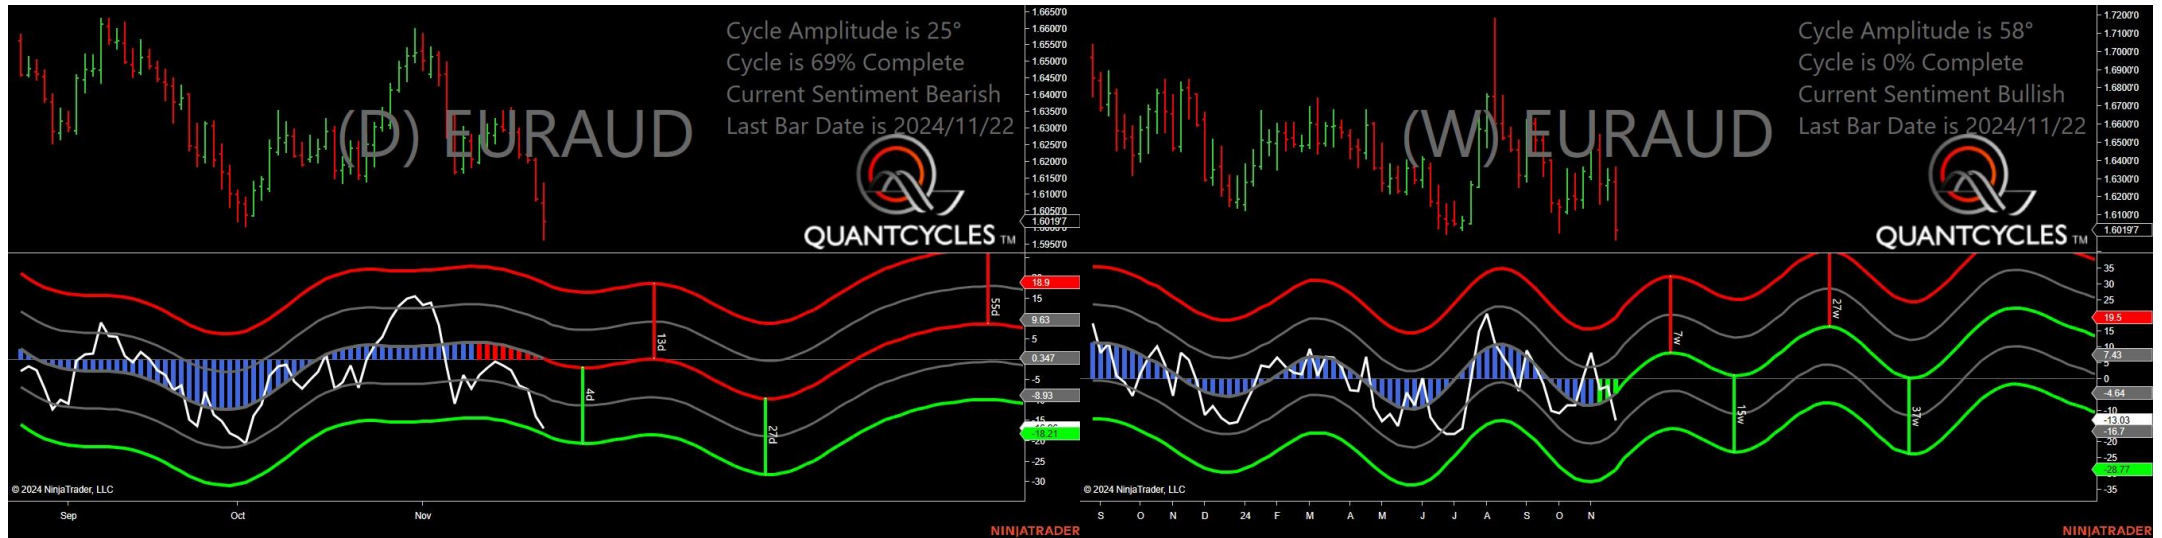 Cycle Amplitude is 25°
Cycle is 69% Complete
Current Sentiment Bearish
Last Bar Date is 2024/11/22
(D) EURAUD
QUANTCYCLES TM
1.6650'0
1.6600'0
1.6550'0
1.6500'0
1.6450'0
1.6400'0
1.6350'0
1.6300'0
1.6250'0
1.6200'0
1.6150'0
1.6100'0
1.6050'0
1.6019'7
1.5950'0
18.9
15
9.63
5
0.347
-5
-8.93
-15
-18.21
-20
-25
-30
4d
13d
27d
55d
© 2024 NinjaTrader, LLC
Sep Oct Nov
NINJATRADER
Cycle Amplitude is 58°
Cycle is 0% Complete
Current Sentiment Bullish
Last Bar Date is 2024/11/22
(W) EURAUD
QUANTCYCLES TM
1.7200'0
1.7100'0
1.7000'0
1.6900'0
1.6800'0
1.6700'0
1.6600'0
1.6500'0
1.6400'0
1.6300'0
1.6200'0
1.6100'0
1.6019'7
35
30
25
19.5
15
10
7.43
5
0
-4.64
-10
-13.03
-16.7
-20
-25
-28.77
-35
7w
15w
27w
37w
© 2024 NinjaTrader, LLC
S O N D 24 F M A M J J A S O N
NINJATRADER